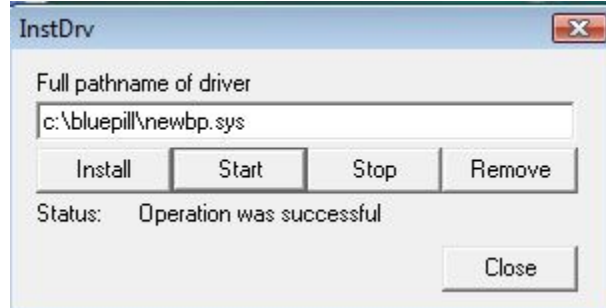 InstDrv
Full pathname of driver
c:\bluepill\newbp.sys
Install Start Stop Remove
Status: Operation was successful
Close